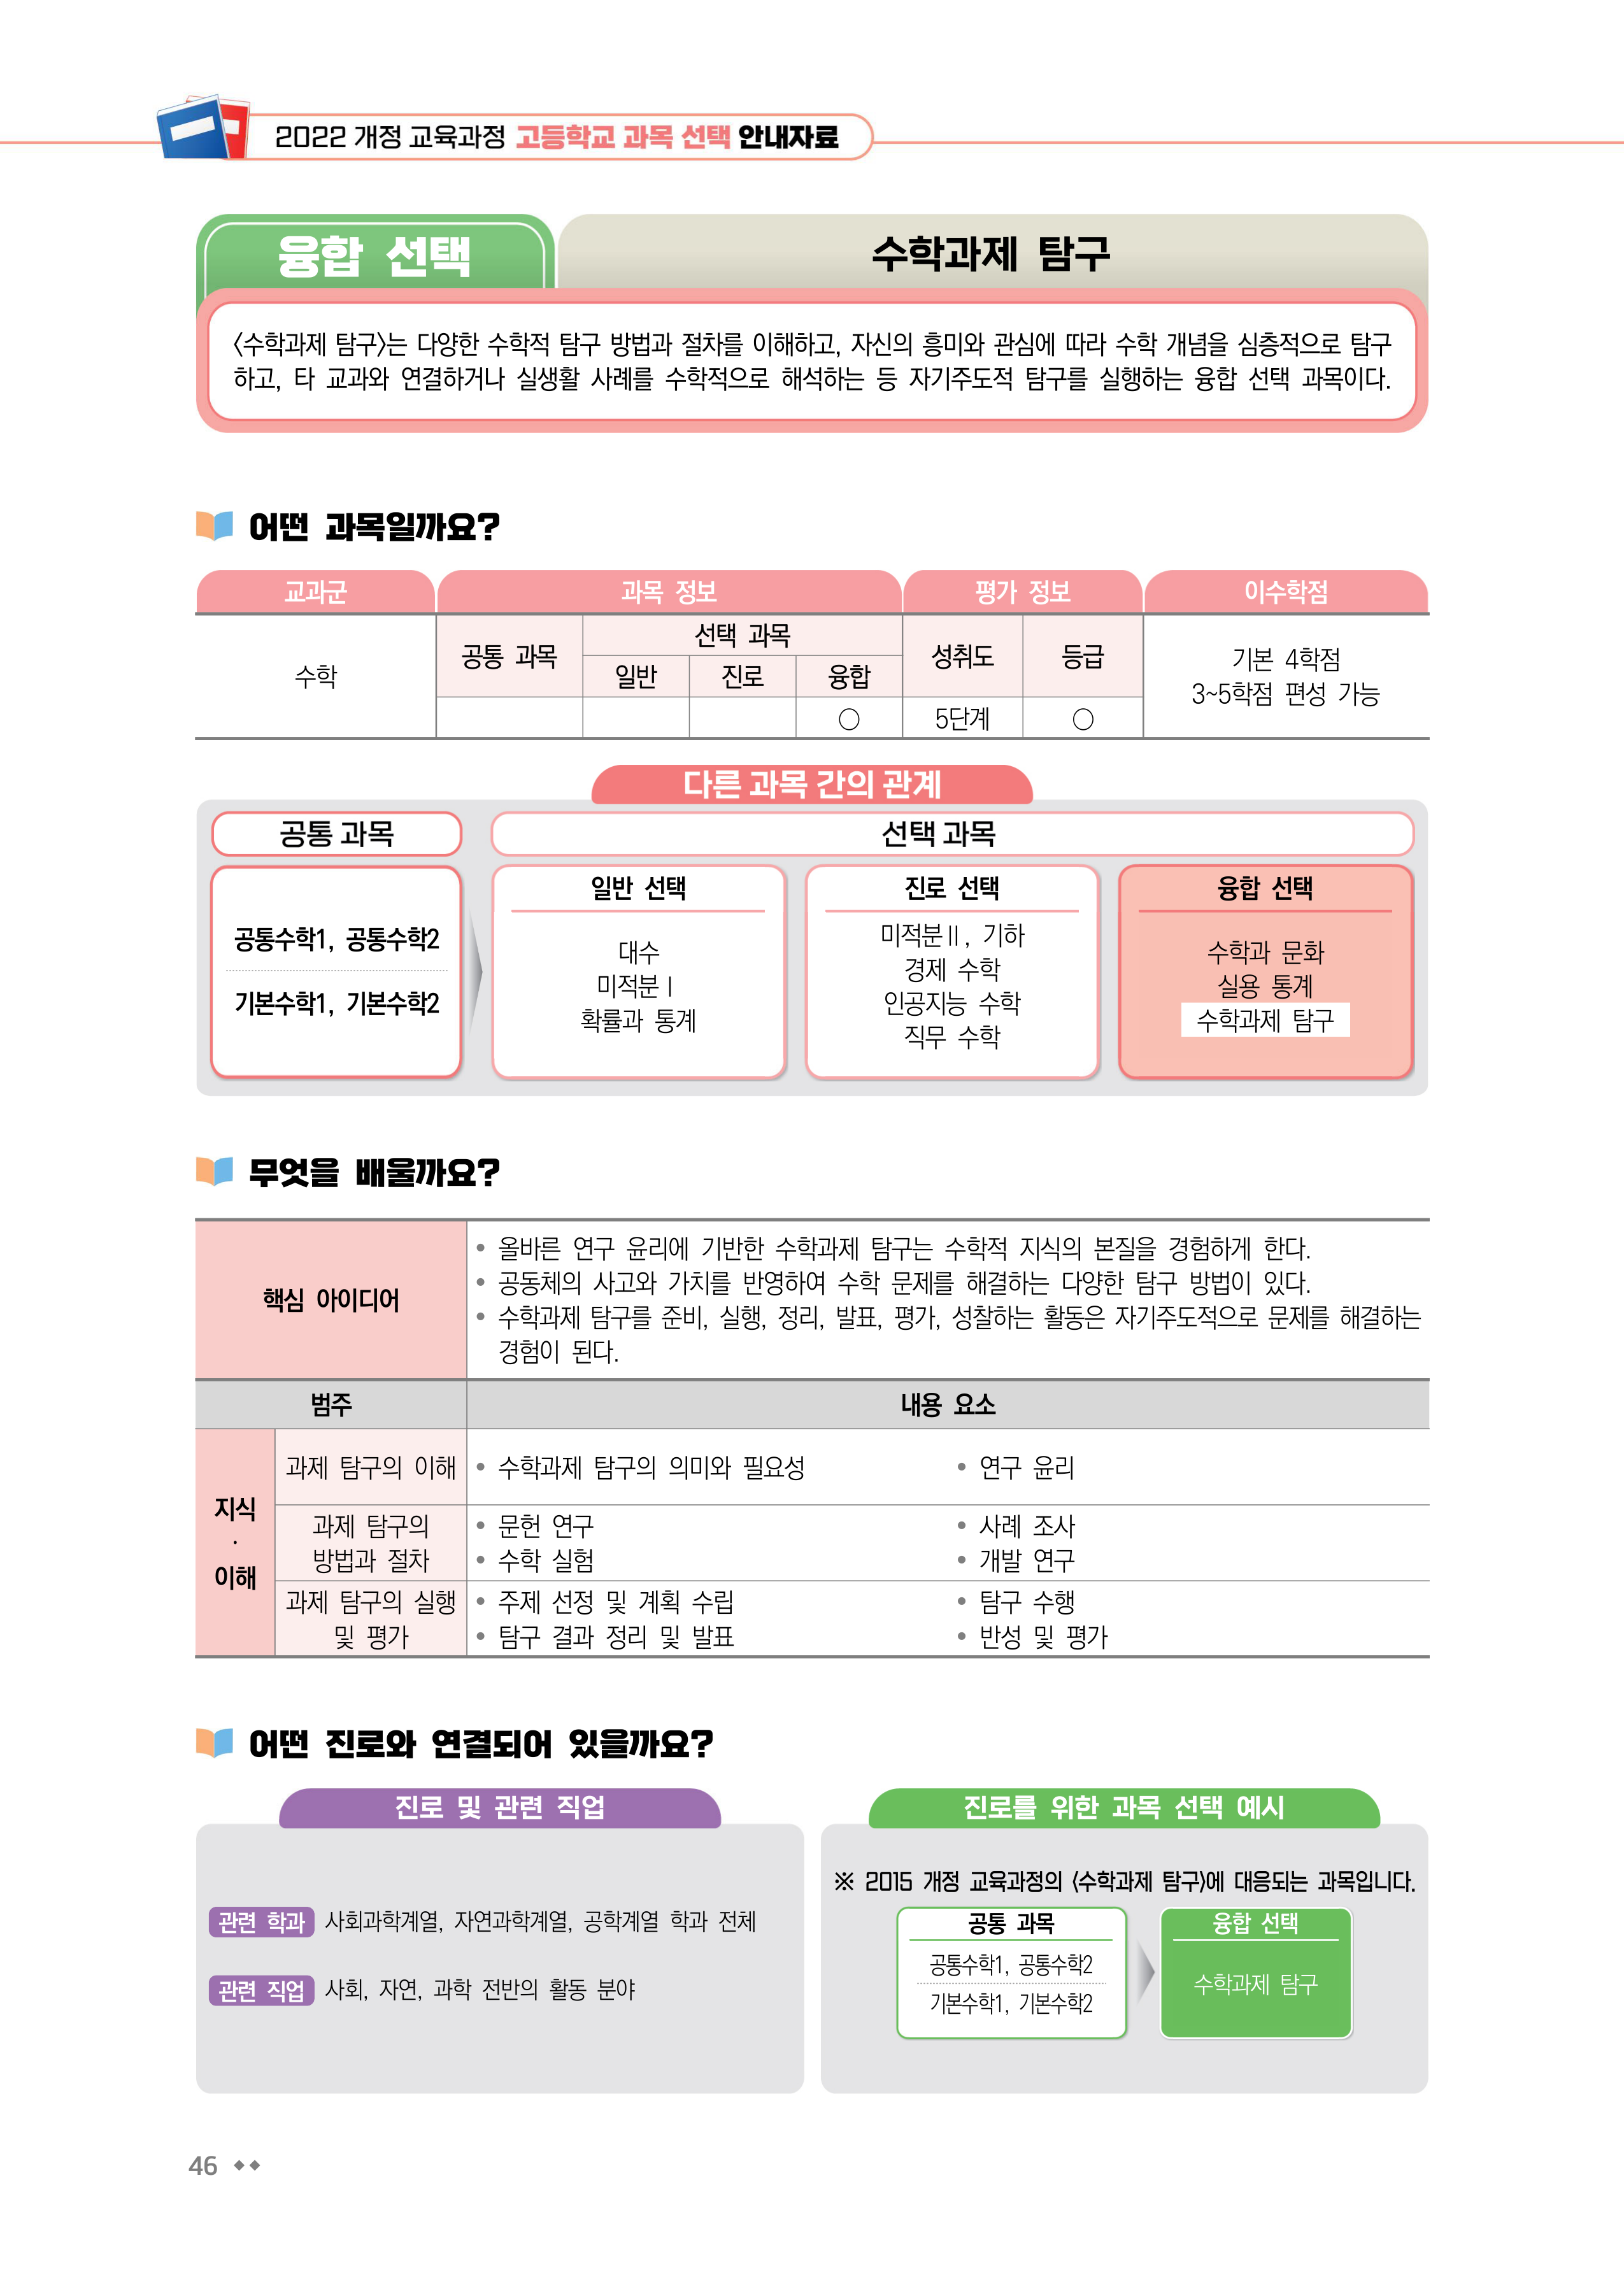 2022 개정 교육과정 고등학교 과목 선택 안내자료
융합 선택
수학과제 탐구
〈수학과제 탐구〉는 다양한 수학적 탐구 방법과 절차를 이해하고, 자신의 흥미와 관심에 따라 수학 개념을 심층적으로 탐구
하고, 타 교과와 연결하거나 실생활 사례를 수학적으로 해석하는 등 자기주도적 탐구를 실행하는 융합 선택 과목이다.
어떤 과목일까요?
교과군 과목 정보 평가 정보 이수학점
수학
공통 과목
선택 과목
일반 진로 융합
○
성취도 등급
5단계 ○
기본 4학점
3~5학점 편성 가능
다른 과목 간의 관계
공통 과목
선택 과목
공통수학1, 공통수학2
기본수학1, 기본수학2
일반 선택
대수
미적분Ⅰ
확률과 통계
진로 선택
미적분Ⅱ, 기하
경제 수학
인공지능 수학
직무 수학
융합 선택
수학과 문화
실용 통계
수학과제 탐구
무엇을 배울까요?
핵심 아이디어
• 올바른 연구 윤리에 기반한 수학과제 탐구는 수학적 지식의 본질을 경험하게 한다.
• 공동체의 사고와 가치를 반영하여 수학 문제를 해결하는 다양한 탐구 방법이 있다.
• 수학과제 탐구를 준비, 실행, 정리, 발표, 평가, 성찰하는 활동은 자기주도적으로 문제를 해결하는
경험이 된다.
범주 내용 요소
지식
·
이해
과제 탐구의 이해
• 수학과제 탐구의 의미와 필요성 • 연구 윤리
과제 탐구의
방법과 절차
• 문헌 연구 • 사례 조사
• 수학 실험 • 개발 연구
과제 탐구의 실행
및 평가
• 주제 선정 및 계획 수립 • 탐구 수행
• 탐구 결과 정리 및 발표 • 반성 및 평가
어떤 진로와 연결되어 있을까요?
진로 및 관련 직업
관련 학과 사회과학계열, 자연과학계열, 공학계열 학과 전체
관련 직업 사회, 자연, 과학 전반의 활동 분야
진로를 위한 과목 선택 예시
※ 2015 개정 교육과정의 〈수학과제 탐구〉에 대응되는 과목입니다.
공통 과목
공통수학1, 공통수학2
기본수학1, 기본수학2
융합 선택
수학과제 탐구
46